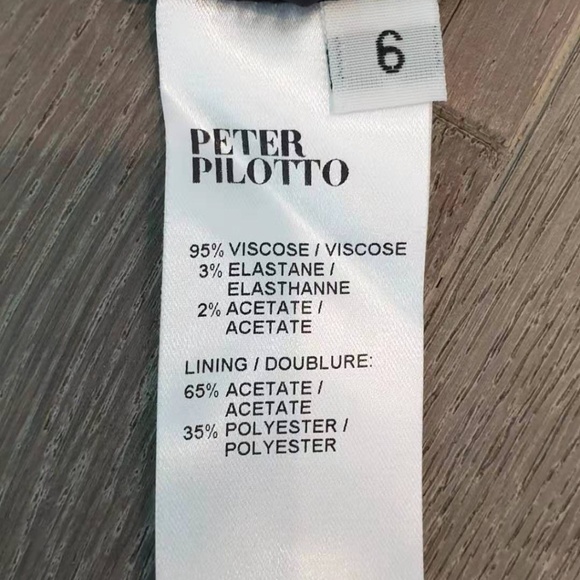 6
PETER
PILOTTO
95% VISCOSE / VISCOSE
3% ELASTANE /
ELASTHANNE
2% ACETATE /
ACETATE
LINING / DOUBLURE:
65% ACETATE /
ACETATE
35% POLYESTER /
POLYESTER